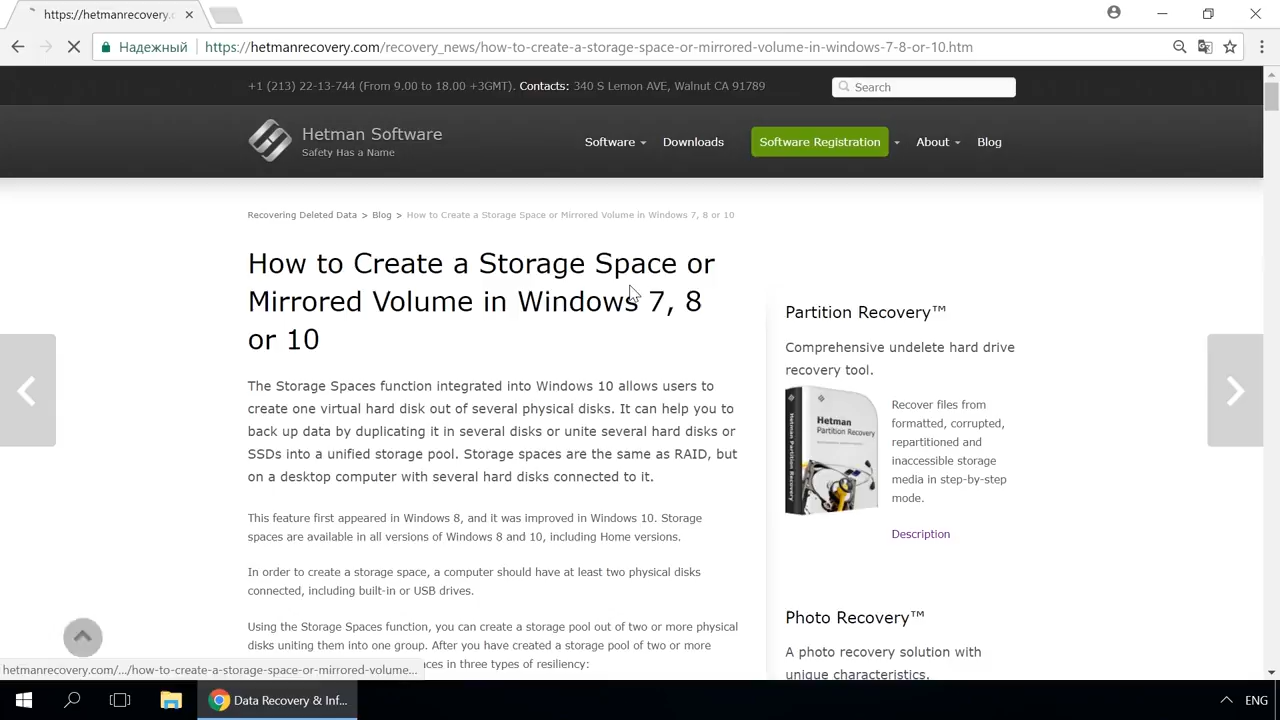 https://hetmanrecovery.c
Надежный
https://hetmanrecovery.com/recovery_news/how-to-create-a-storage-space-or-mirrored-volume-in-windows-7-8-or-10.htm
+1 (213) 22-13-744 (From 9.00 to 18.00 +3GMT). Contacts: 340 S Lemon AVE, Walnut CA 91789
Search
Hetman Software
Safety Has a Name
Software
Downloads
Software Registration
About
Blog
Recovering Deleted Data > Blog > How to Create a Storage Space or Mirrored Volume in Windows 7, 8 or 10
How to Create a Storage Space or
Mirrored Volume in Windows 7, 8
or 10
The Storage Spaces function integrated into Windows 10 allows users to
create one virtual hard disk out of several physical disks. It can help you to
back up data by duplicating it in several disks or unite several hard disks or
SSDs into a unified storage pool. Storage spaces are the same as RAID, but
on a desktop computer with several hard disks connected to it.
This feature first appeared in Windows 8, and it was improved in Windows 10. Storage
spaces are available in all versions of Windows 8 and 10, including Home versions.
In order to create a storage space, a computer should have at least two physical disks
connected, including built-in or USB drives.
Using the Storage Spaces function, you can create a storage pool out of two or more physical
disks uniting them into one group. After you have created a storage pool of two or more
aces in three types of resiliency:
Partition Recovery™
Comprehensive undelete hard drive
recovery tool.
Hetman
Partition Recovery
Hetman Partition Recovery
Recover files from
formatted, corrupted,
repartitioned and
inaccessible storage
media in step-by-step
mode.
Description
Photo Recovery™
A photo recovery solution with
unique characteristics.
hetmanrecovery.com/.../how-to-create-a-storage-space-or-mirrored-volume...
Data Recovery & Inf...
ENG